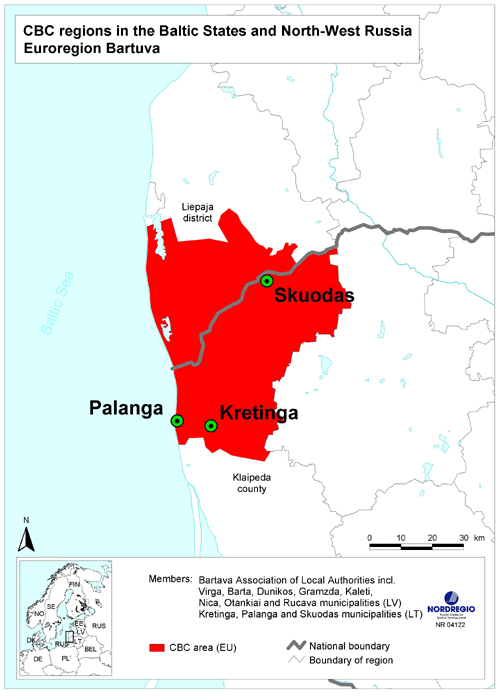 CBC regions in the Baltic States and North-West Russia
Euroregion Bartuva
Liepaja
district
Baltic Sea
Skuodas
Palanga
Kretinga
Klaipeda
county
N
0 10 20 30 km
Members: Bartava Association of Local Authorities incl.
Virga, Barta, Dunikos, Gramzda, Kaleti,
Nica, Otankiai and Rucava municipalities (LV)
Kretinga, Palanga and Skuodas municipalities (LT)
NORDREGIO
NR 04122
CBC area (EU)
National boundary
Boundary of region
FIN
NO
SE
EE
RUS
LV
DK
LT
RUS
BEL
DE
PL